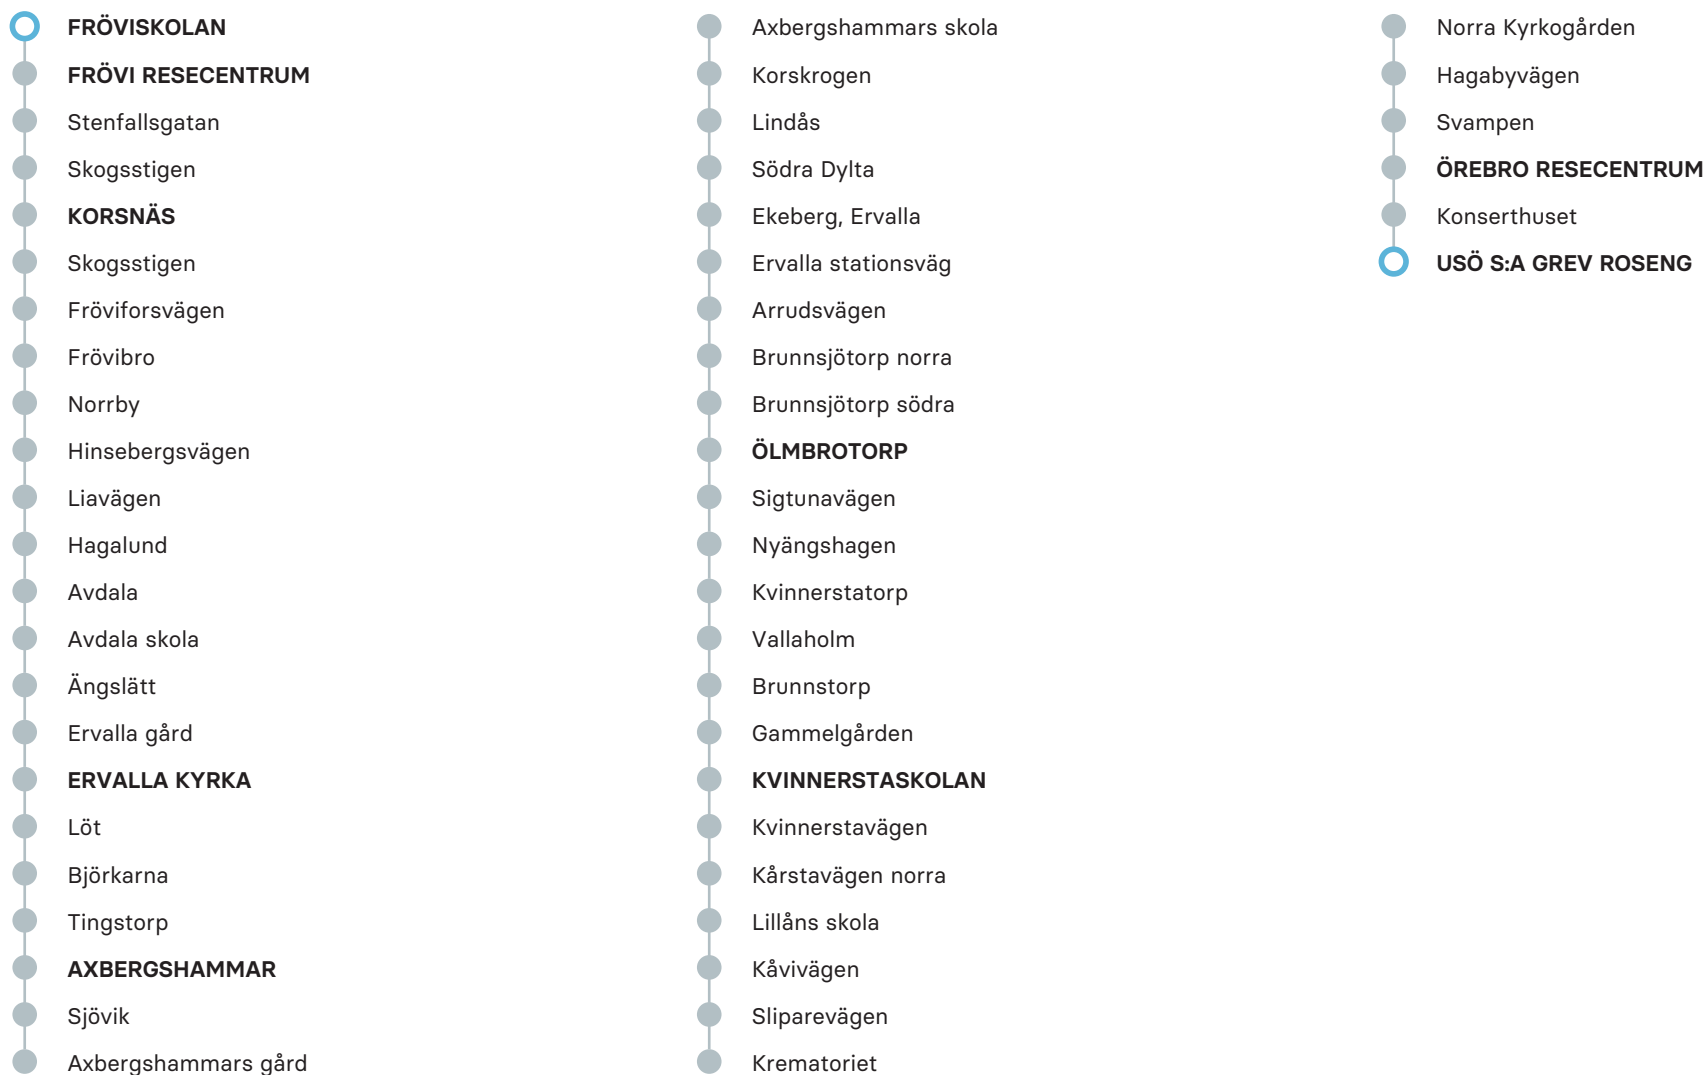 FRÖVISKOLAN
FRÖVI RESECENTRUM
Stenfallsgatan
Skogsstigen
KORSNÄS
Skogsstigen
Fröviforsvägen
Frövibro
Norrby
Hinsebergsvägen
Liavägen
Hagalund
Avdala
Avdala skola
Ängslätt
Ervalla gård
ERVALLA KYRKA
Löt
Björkarna
Tingstorp
AXBERGSHAMMAR
Sjövik
Axbergshammars gård
Axbergshammars skola
Korskrogen
Lindås
Södra Dylta
Ekeberg, Ervalla
Ervalla stationsväg
Arrudsvägen
Brunnsjötorp norra
Brunnsjötorp södra
ÖLMBROTORP
Sigtunavägen
Nyängshagen
Kvinnerstatorp
Vallaholm
Brunnstorp
Gammelgården
KVINNERSTASKOLAN
Kvinnerstavägen
Kårstavägen norra
Lillåns skola
Kåvivägen
Sliparevägen
Krematoriet
Norra Kyrkogården
Hagabyvägen
Svampen
ÖREBRO RESECENTRUM
Konserthuset
USÖ S:A GREV ROSENG